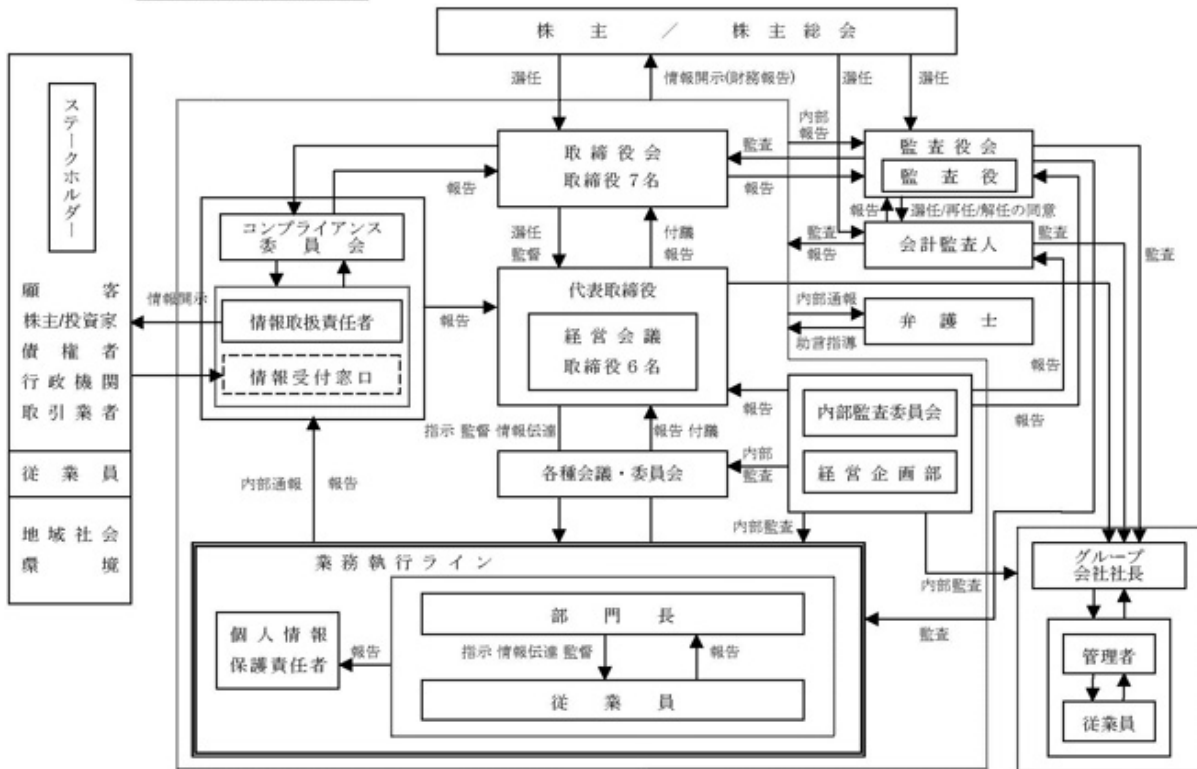 株主／株主総会
選任
情報開示(財務報告)
選任
選任
ステークホルダー
顧客
株主/投資家
債権者
行政機関
取引業者
従業員
地域社会
環境
取締役会
取締役７名
監査
報告
内部
報告
監査役会
監査役
報告
選任/再任/解任の同意
会計監査人
監査
監査
監査
報告
報告
コンプライアンス
委員会
情報開示
情報取扱責任者
情報受付窓口
報告
選任
監督
付議
報告
代表取締役
経営会議
取締役６名
内部通報
助言指導
弁護士
報告
報告
報告
内部監査委員会
経営企画部
指示 監督 情報伝達
報告 付議
各種会議・委員会
内部
監査
内部監査
内部監査
監査
内部通報
報告
業務執行ライン
個人情報
保護責任者
報告
部門長
指示 情報伝達 監督
報告
従業員
グループ
会社社長
管理者
従業員